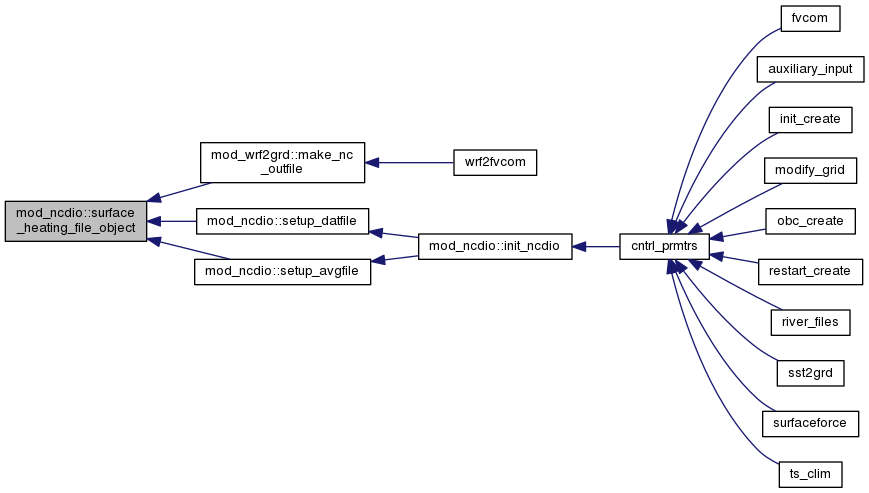 mod_ncdio::surface
_heating_file_object
mod_wrf2grd::make_nc
_outfile
mod_ncdio::setup_datfile
mod_ncdio::setup_avgfile
wrf2fvcom
mod_ncdio::init_ncdio
cntrl_prmtrs
fvcom
auxiliary_input
init_create
modify_grid
obc_create
restart_create
river_files
sst2grd
surfaceforce
ts_clim